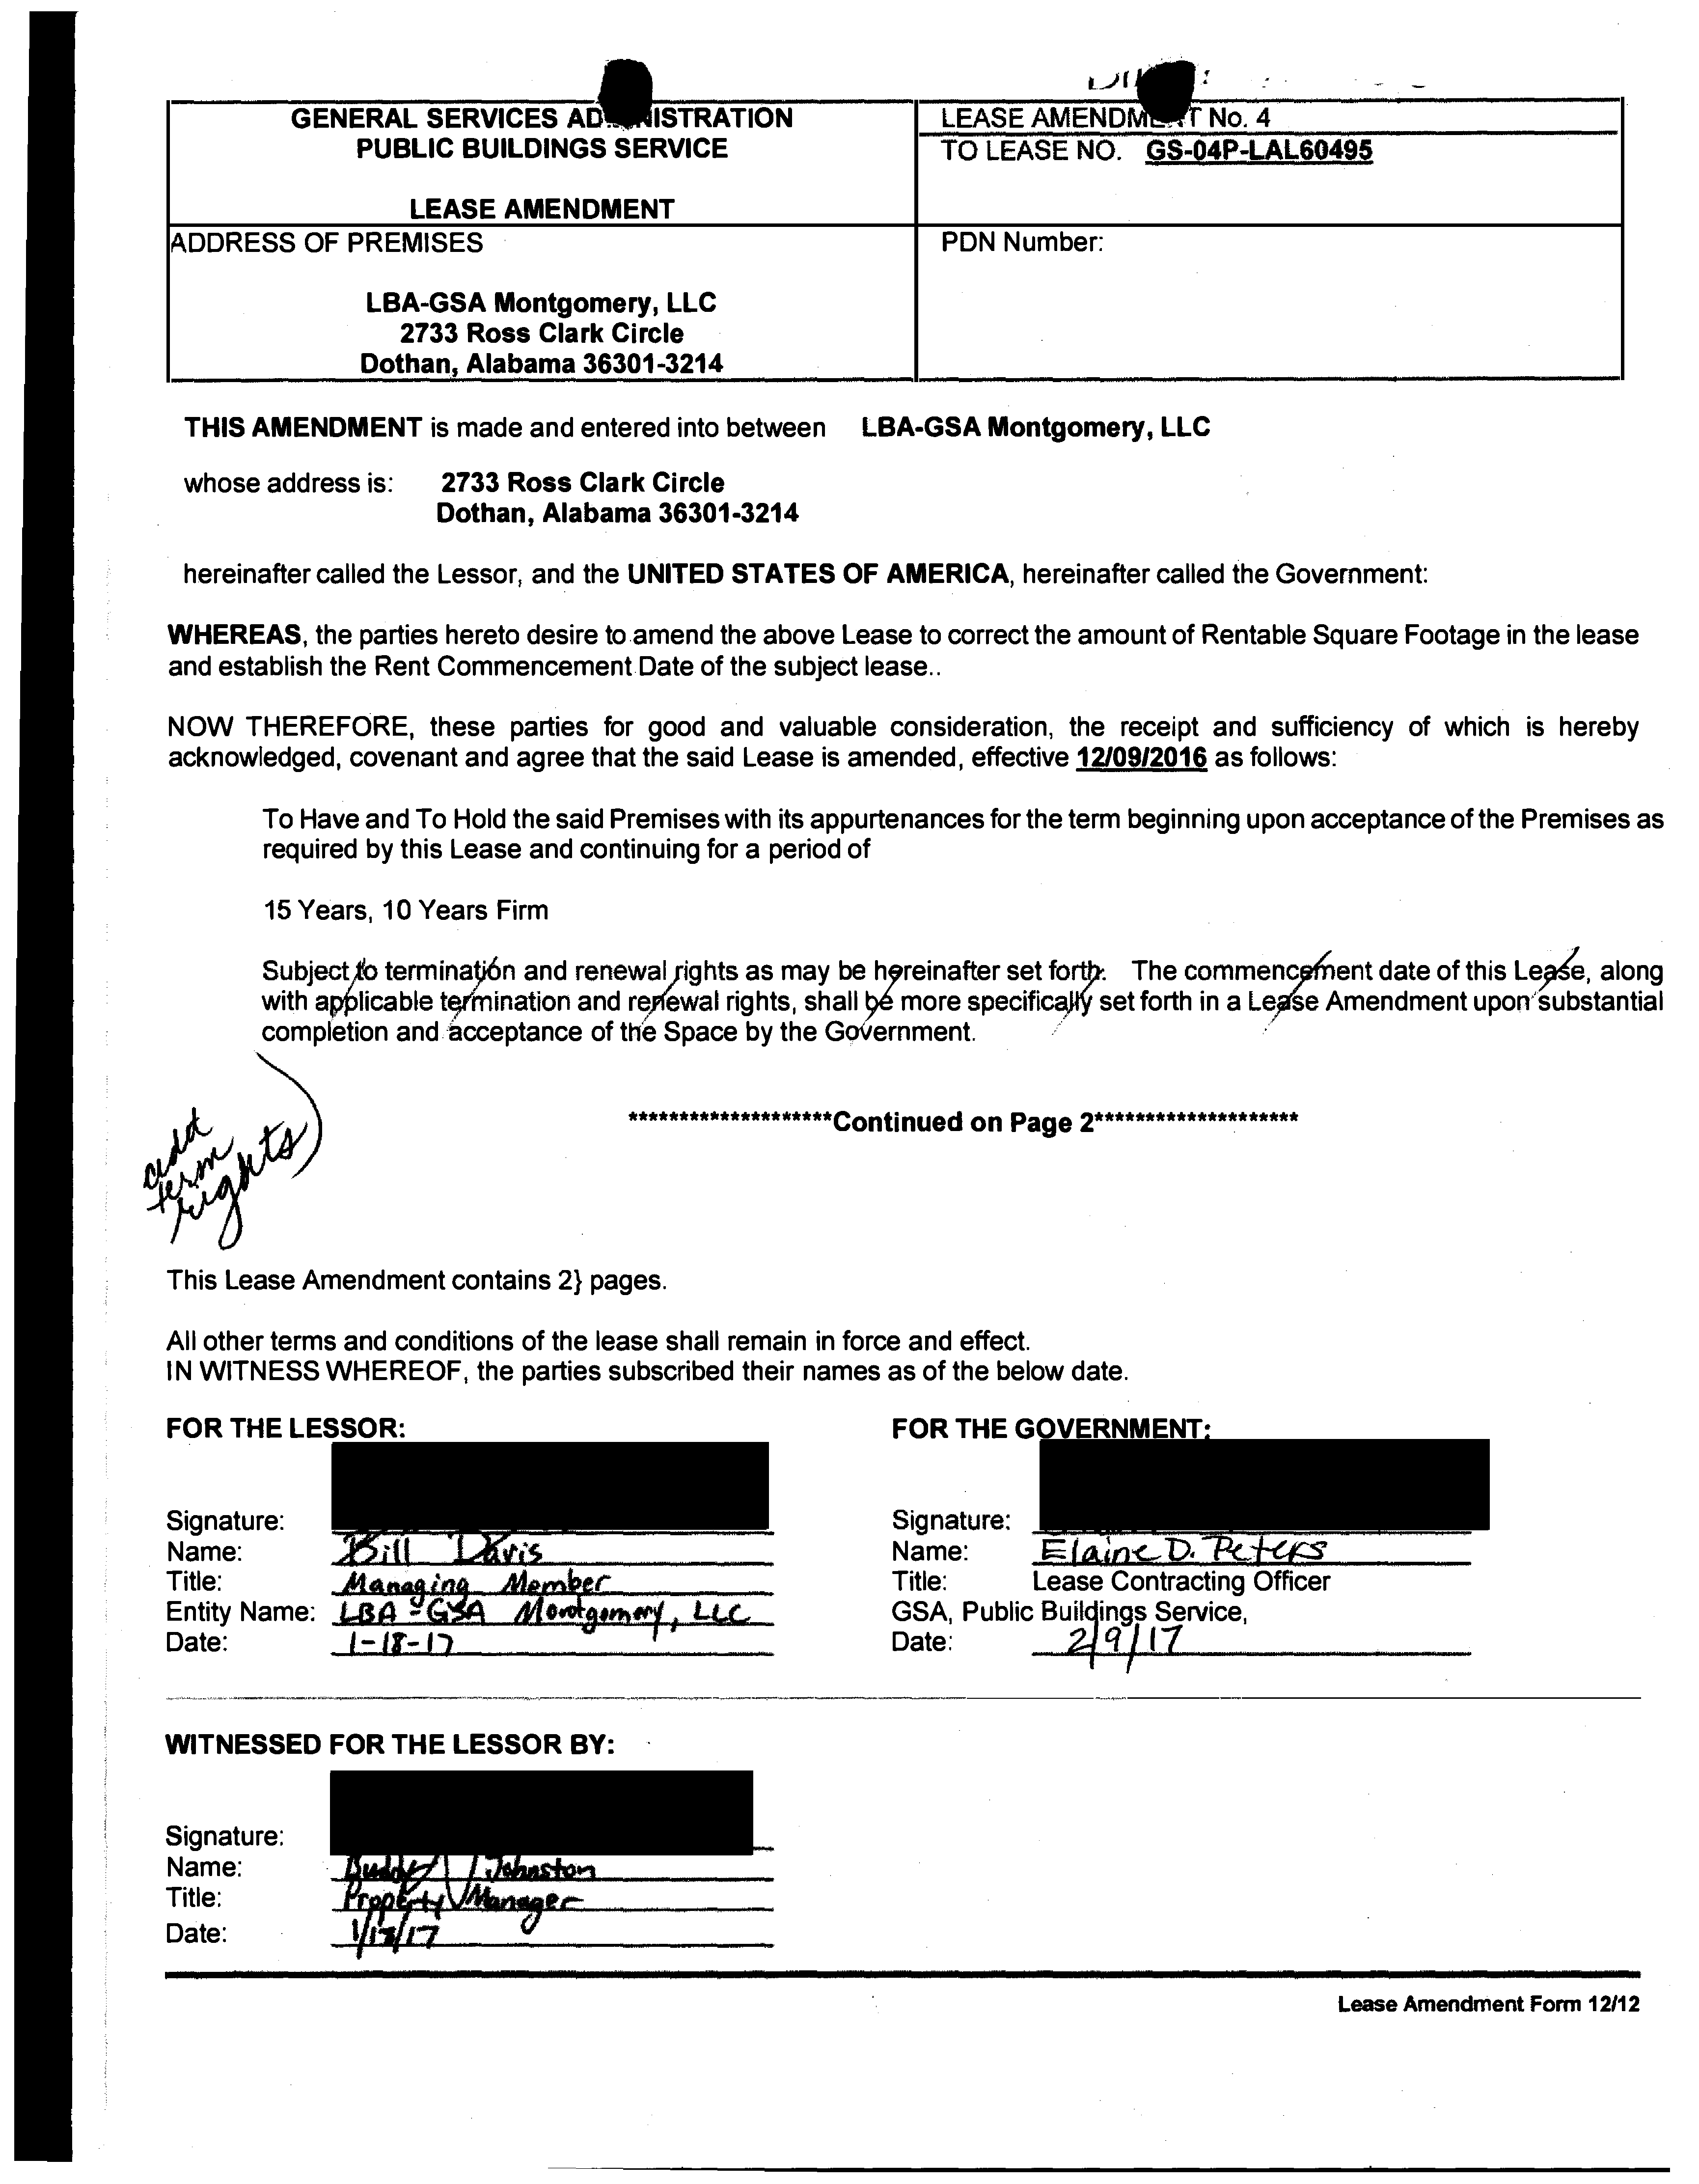 GENERAL SERVICES ADMINISTRATION
PUBLIC BUILDINGS SERVICE
LEASE AMENDMENT
LEASE AMENDMENT No. 4
TO LEASE NO. GS-04P-LAL60495
ADDRESS OF PREMISES
LBA-GSA Montgomery, LLC
2733 Ross Clark Circle
Dothan, Alabama 36301-3214
PDN Number:
THIS AMENDMENT is made and entered into between LBA-GSA Montgomery, LLC
whose address is: 2733 Ross Clark Circle
Dothan, Alabama 36301-3214
hereinafter called the Lessor, and the UNITED STATES OF AMERICA, hereinafter called the Government:
WHEREAS, the parties hereto desire to amend the above Lease to correct the amount of Rentable Square Footage in the lease
and establish the Rent Commencement Date of the subject lease..
NOW THEREFORE, these parties for good and valuable consideration, the receipt and sufficiency of which is hereby
acknowledged, covenant and agree that the said Lease is amended, effective 12/09/2016 as follows:
To Have and To Hold the said Premises with its appurtenances for the term beginning upon acceptance of the Premises as
required by this Lease and continuing for a period of
15 Years, 10 Years Firm
Subject to termination and renewal rights as may be hereinafter set forth. The commencement date of this Lease, along
with applicable termination and renewal rights, shall be more specifically set forth in a Lease Amendment upon substantial
completion and acceptance of the Space by the Government.
add
term
rights
********************Continued on Page 2********************
This Lease Amendment contains 2} pages.
All other terms and conditions of the lease shall remain in force and effect.
IN WITNESS WHEREOF, the parties subscribed their names as of the below date.
FOR THE LESSOR:
Signature:
Name: Bill Davis
Title: Managing Member
Entity Name: LBA-GSA Montgomery, LLC
Date: 1-18-17
FOR THE GOVERNMENT:
Signature:
Name: Elaine D. Peters
Title: Lease Contracting Officer
GSA, Public Buildings Service,
Date: 2/9/17
WITNESSED FOR THE LESSOR BY:
Signature:
Name: Buddy Johnston
Title: Property Manager
Date: 1/18/17
Lease Amendment Form 12/12